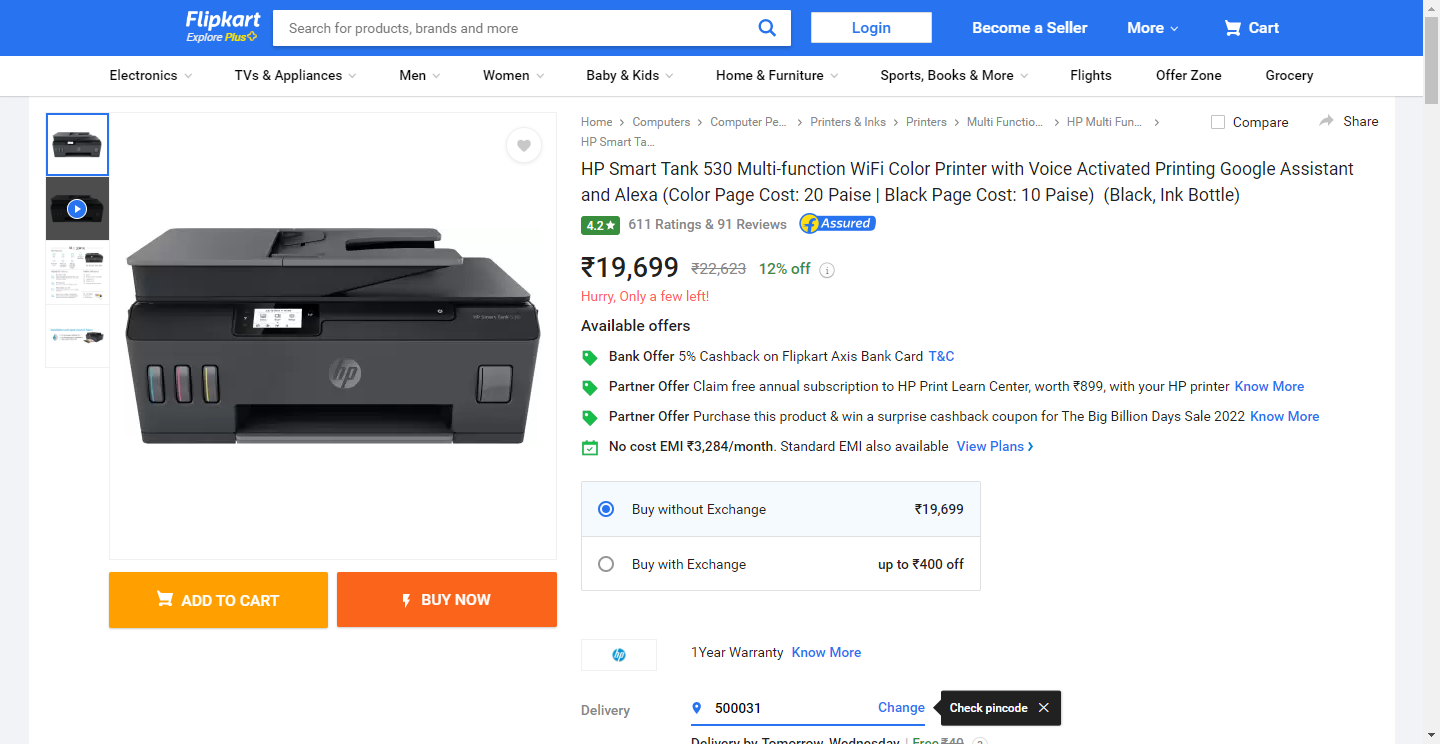 Flipkart
Explore Plus
Search for products, brands and more
Login
Become a Seller
More
Cart
Electronics
TVs & Appliances
Men
Women
Baby & Kids
Home & Furniture
Sports, Books & More
Flights
Offer Zone
Grocery
Home
Computers
Computer Pe...
Printers & Inks
Printers
Multi Functio...
HP Multi Fun...
HP Smart Ta...
Compare
Share
HP Smart Tank 530 Multi-function WiFi Color Printer with Voice Activated Printing Google Assistant
and Alexa (Color Page Cost: 20 Paise | Black Page Cost: 10 Paise) (Black, Ink Bottle)
4.2★ 611 Ratings & 91 Reviews
f Assured
₹19,699 ₹22,623 12% off
Hurry, Only a few left!
Available offers
Bank Offer 5% Cashback on Flipkart Axis Bank Card T&C
Partner Offer Claim free annual subscription to HP Print Learn Center, worth ₹899, with your HP printer Know More
Partner Offer Purchase this product & win a surprise cashback coupon for The Big Billion Days Sale 2022 Know More
No cost EMI ₹3,284/month. Standard EMI also available View Plans
Buy without Exchange ₹19,699
Buy with Exchange up to ₹400 off
hp
ADD TO CART
BUY NOW
hp
1Year Warranty Know More
Delivery
500031
Change
Check pincode
Delivery by Tomorrow, Wednesday | Free ₹40 ?